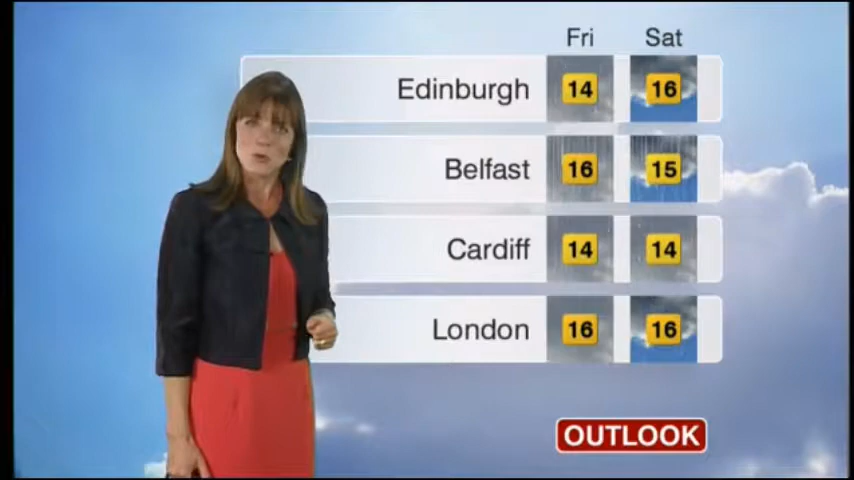 Fri Sat
Edinburgh 14 16
Belfast 16 15
Cardiff 14 14
London 16 16
OUTLOOK